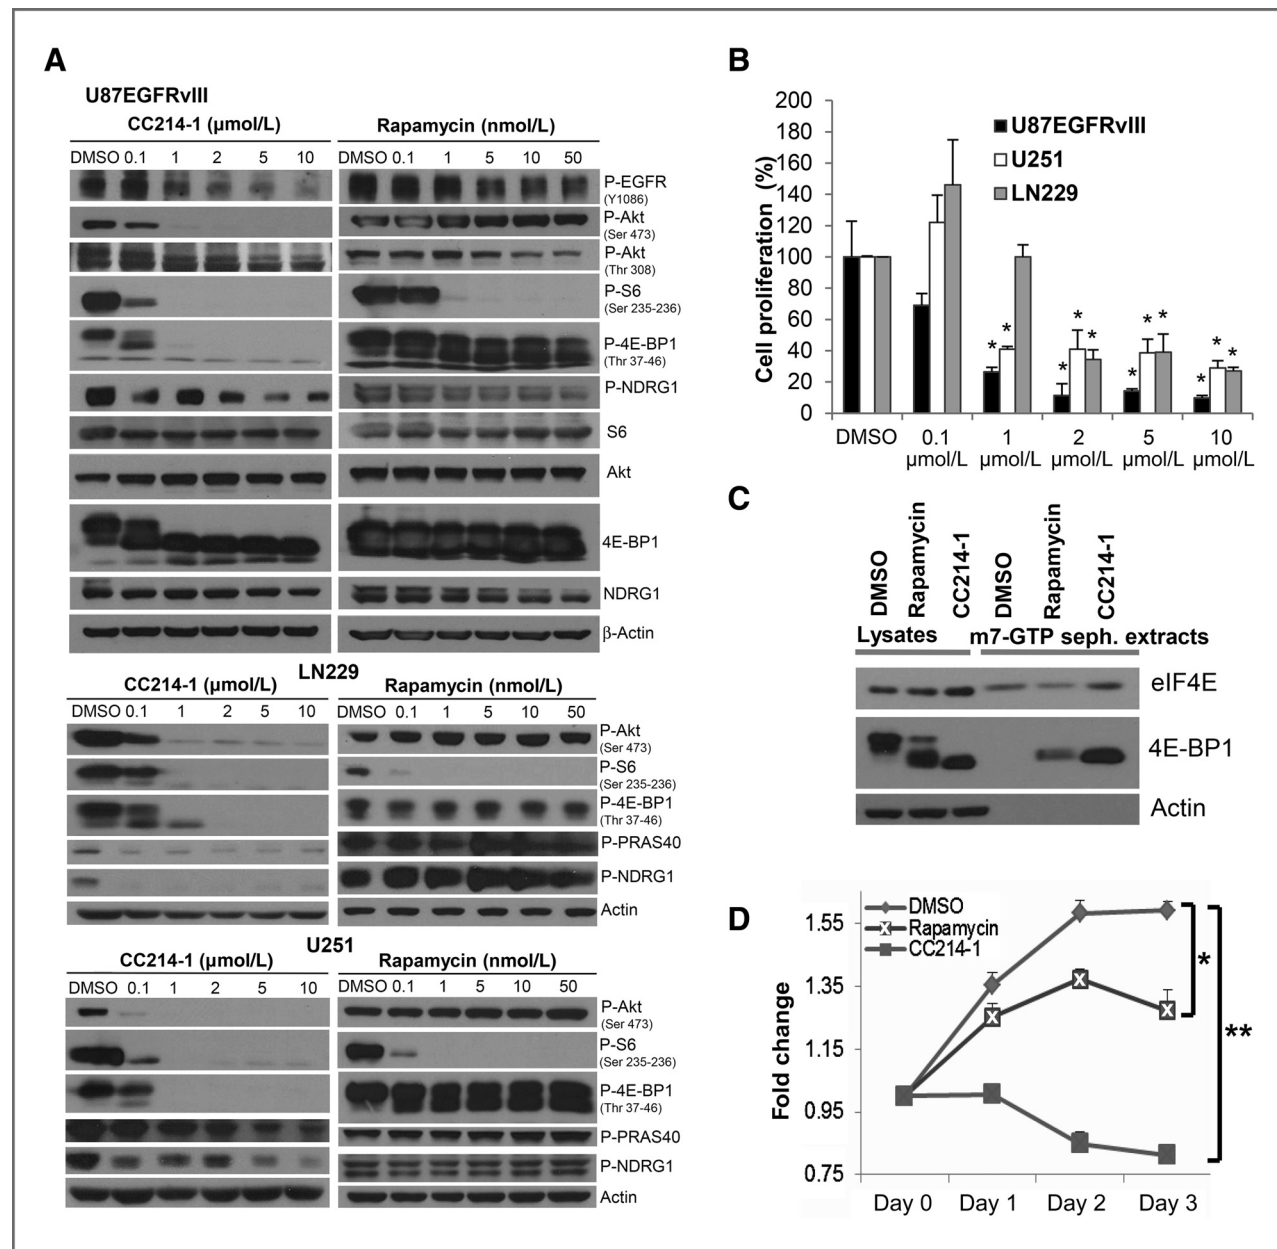 A
U87EGFRvIII
CC214-1 (µmol/L)
Rapamycin (nmol/L)
DMSO 0.1 1 2 5 10
DMSO 0.1 1 5 10 50
P-EGFR
(Y1086)
P-Akt
(Ser 473)
P-Akt
(Thr 308)
P-S6
(Ser 235-236)
P-4E-BP1
(Thr 37-46)
P-NDRG1
S6
Akt
4E-BP1
NDRG1
β-Actin
LN229
CC214-1 (µmol/L)
Rapamycin (nmol/L)
DMSO 0.1 1 2 5 10
DMSO 0.1 1 5 10 50
P-Akt
(Ser 473)
P-S6
(Ser 235-236)
P-4E-BP1
(Thr 37-46)
P-PRAS40
P-NDRG1
Actin
U251
CC214-1 (µmol/L)
Rapamycin (nmol/L)
DMSO 0.1 1 2 5 10
DMSO 0.1 1 5 10 50
P-Akt
(Ser 473)
P-S6
(Ser 235-236)
P-4E-BP1
(Thr 37-46)
P-PRAS40
P-NDRG1
Actin
B
Cell proliferation (%)
200
180
160
140
120
100
80
60
40
20
0
U87EGFRvIII
U251
LN229
* * * * * * * * * * *
DMSO 0.1 1 2 5 10
µmol/L µmol/L µmol/L µmol/L µmol/L
C
DMSO
Rapamycin
CC214-1
DMSO
Rapamycin
CC214-1
Lysates
m7-GTP seph. extracts
eIF4E
4E-BP1
Actin
D
Fold change
1.55
1.35
1.15
0.95
0.75
DMSO
Rapamycin
CC214-1
*
**
Day 0 Day 1 Day 2 Day 3